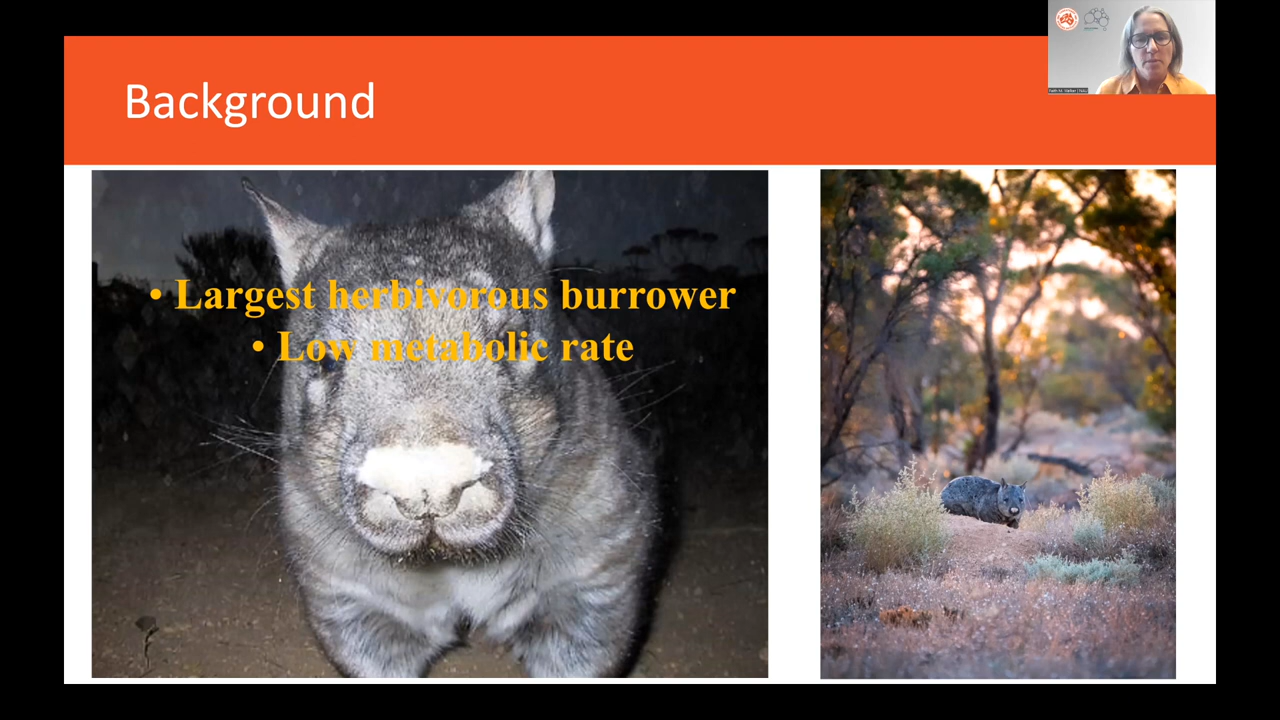 Background
• Largest herbivorous burrower
• Low metabolic rate